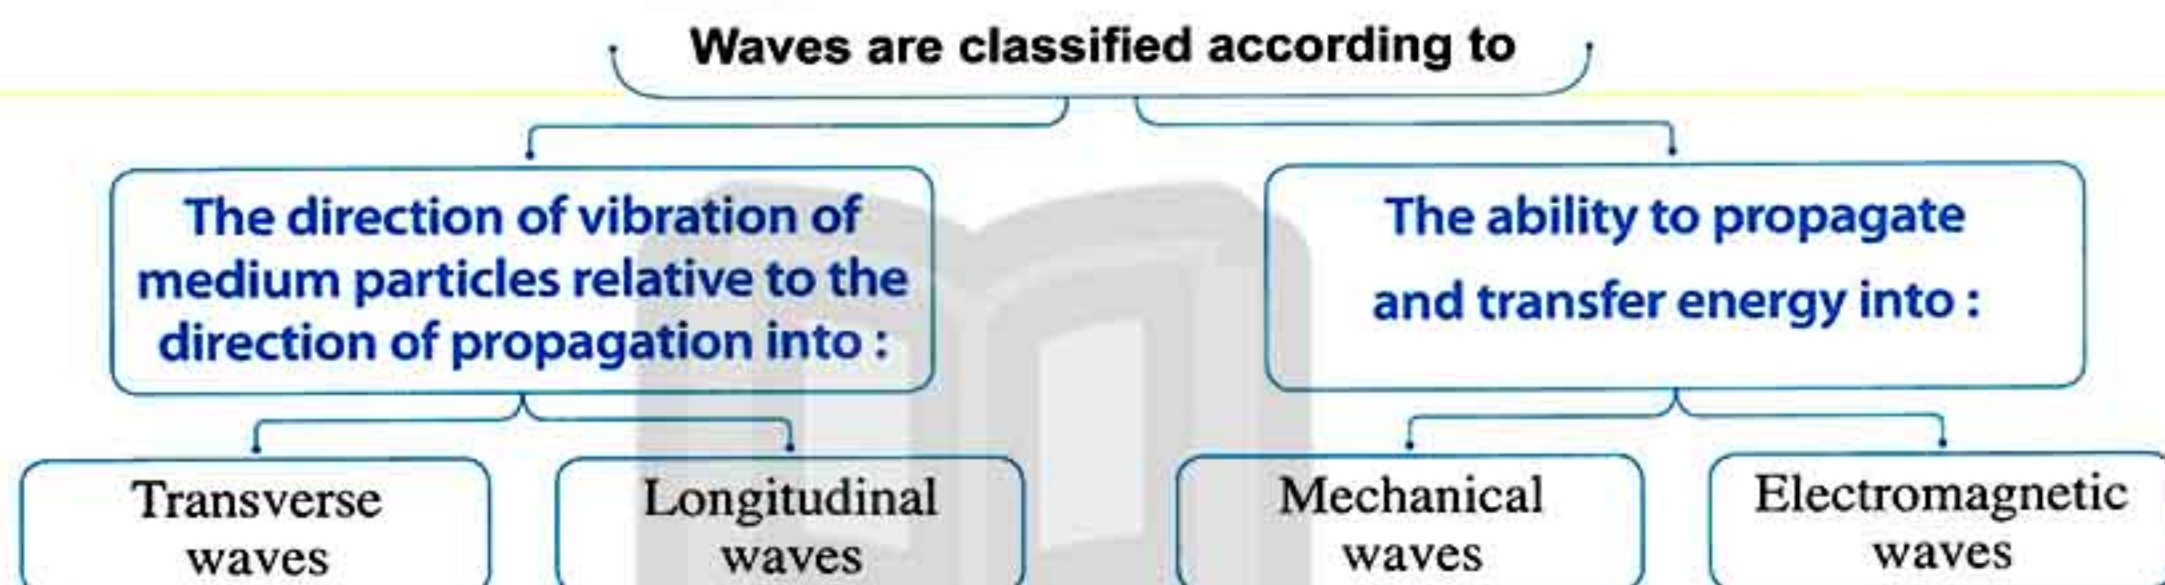 Waves are classified according to
The direction of vibration of
medium particles relative to the
direction of propagation into :
The ability to propagate
and transfer energy into :
Transverse
waves
Longitudinal
waves
Mechanical
waves
Electromagnetic
waves